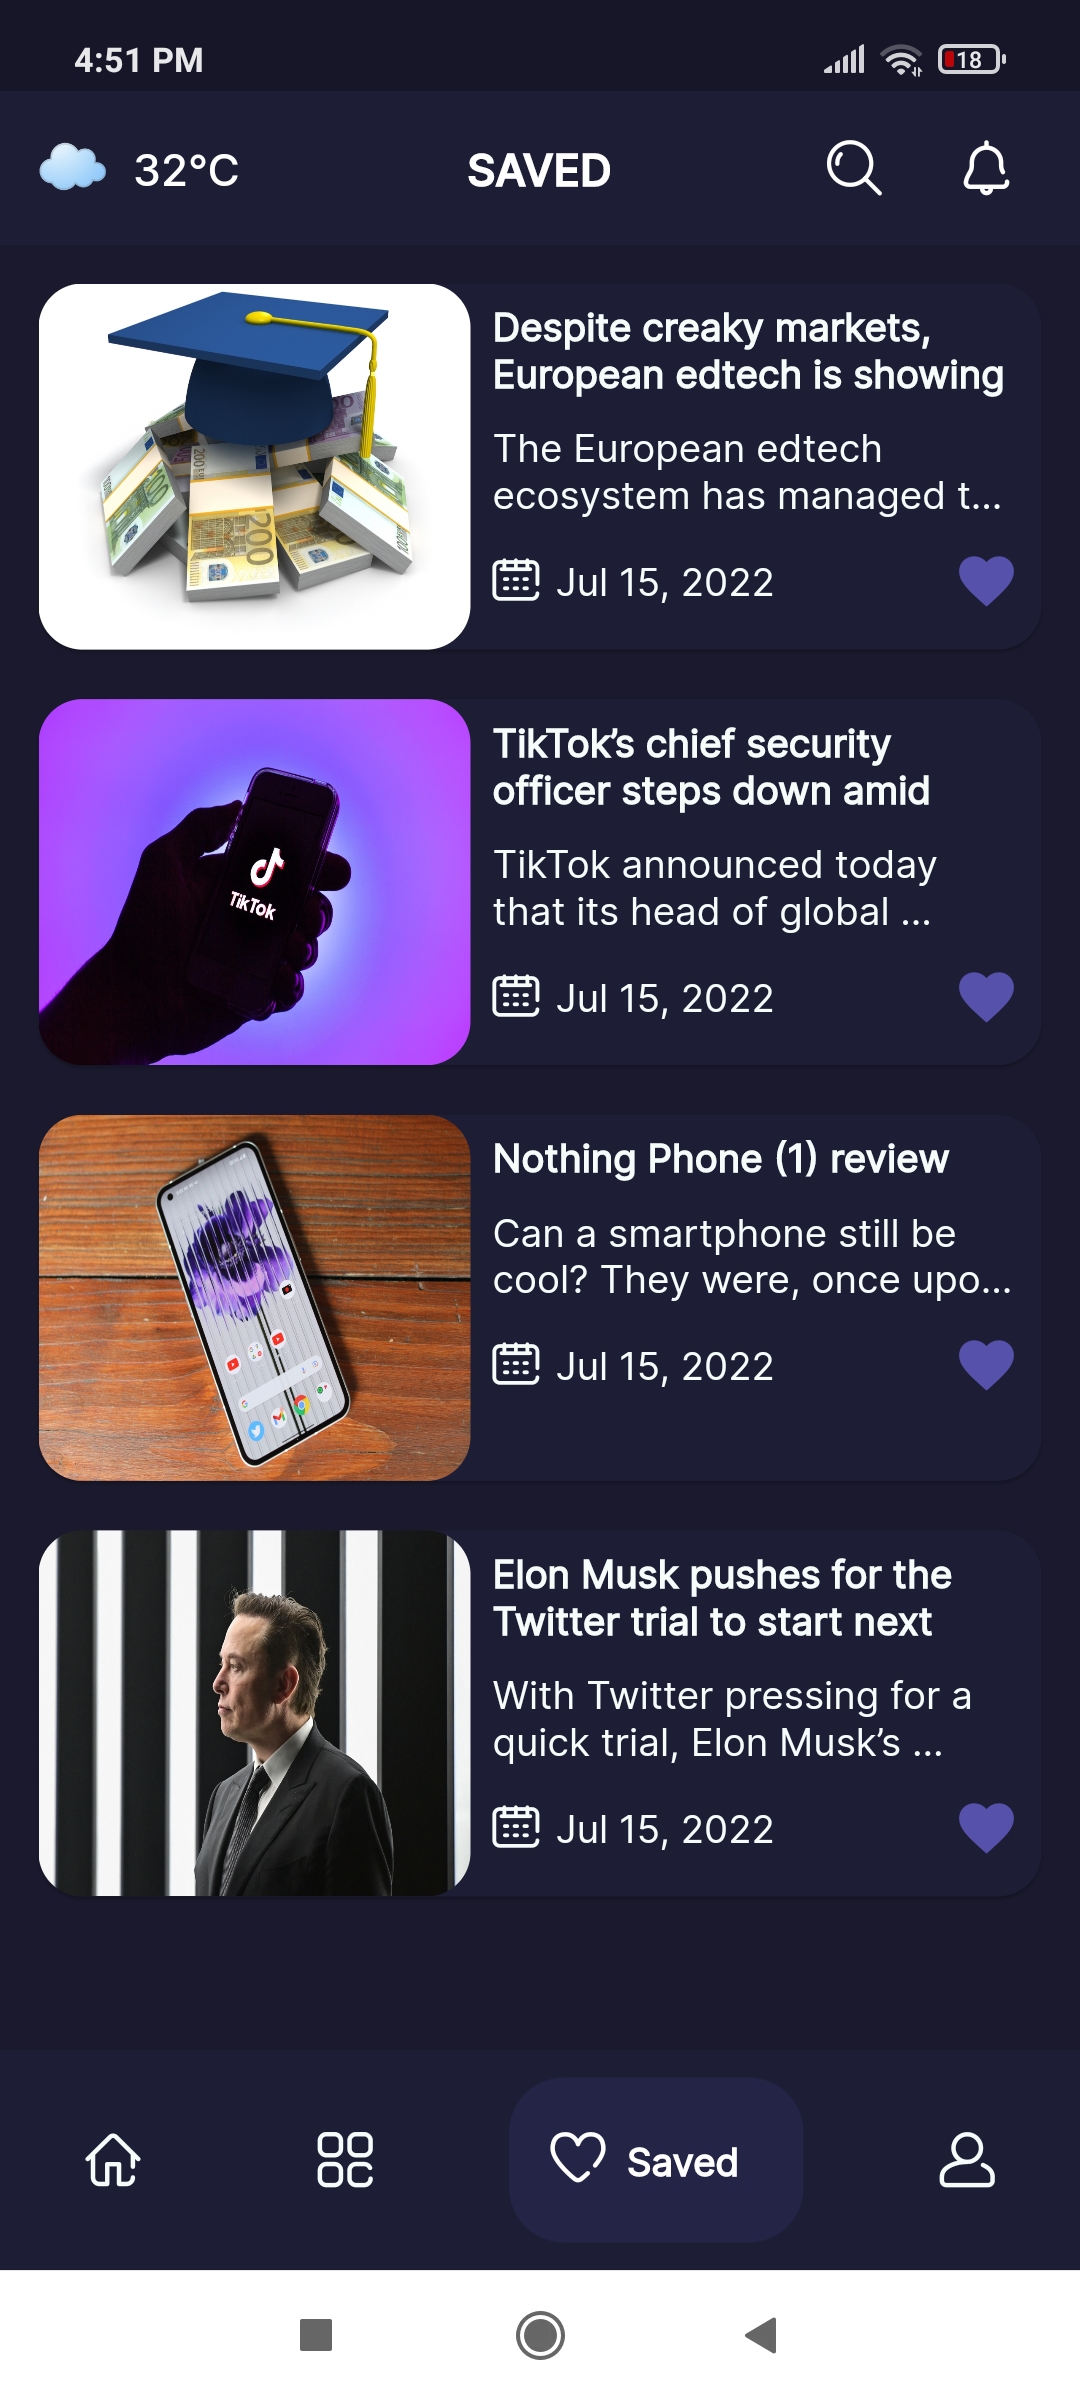 4:51 PM
18
32°C
SAVED
Despite creaky markets,
European edtech is showing
The European edtech
ecosystem has managed t...
Jul 15, 2022
200
200
TikTok’s chief security
officer steps down amid
TikTok announced today
that its head of global ...
Jul 15, 2022
TikTok
Nothing Phone (1) review
Can a smartphone still be
cool? They were, once upo...
Jul 15, 2022
Elon Musk pushes for the
Twitter trial to start next
With Twitter pressing for a
quick trial, Elon Musk’s ...
Jul 15, 2022
Saved